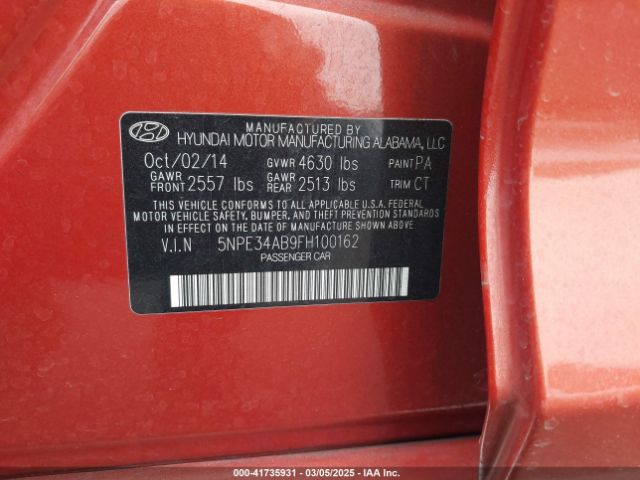 MANUFACTURED BY
HYUNDAI MOTOR MANUFACTURING ALABAMA, LLC
Oct/02/14 GVWR 4630 lbs PAINT PA
GAWR FRONT 2557 lbs GAWR REAR 2513 lbs TRIM CT
THIS VEHICLE CONFORMS TO ALL APPLICABLE U.S.A. FEDERAL
MOTOR VEHICLE SAFETY, BUMPER, AND THEFT PREVENTION STANDARDS
IN EFFECT ON THE DATE OF MANUFACTURE SHOWN ABOVE.
V.I.N 5NPE34AB9FH100162
PASSENGER CAR
000-41735931 - 03/05/2025 - IAA Inc.